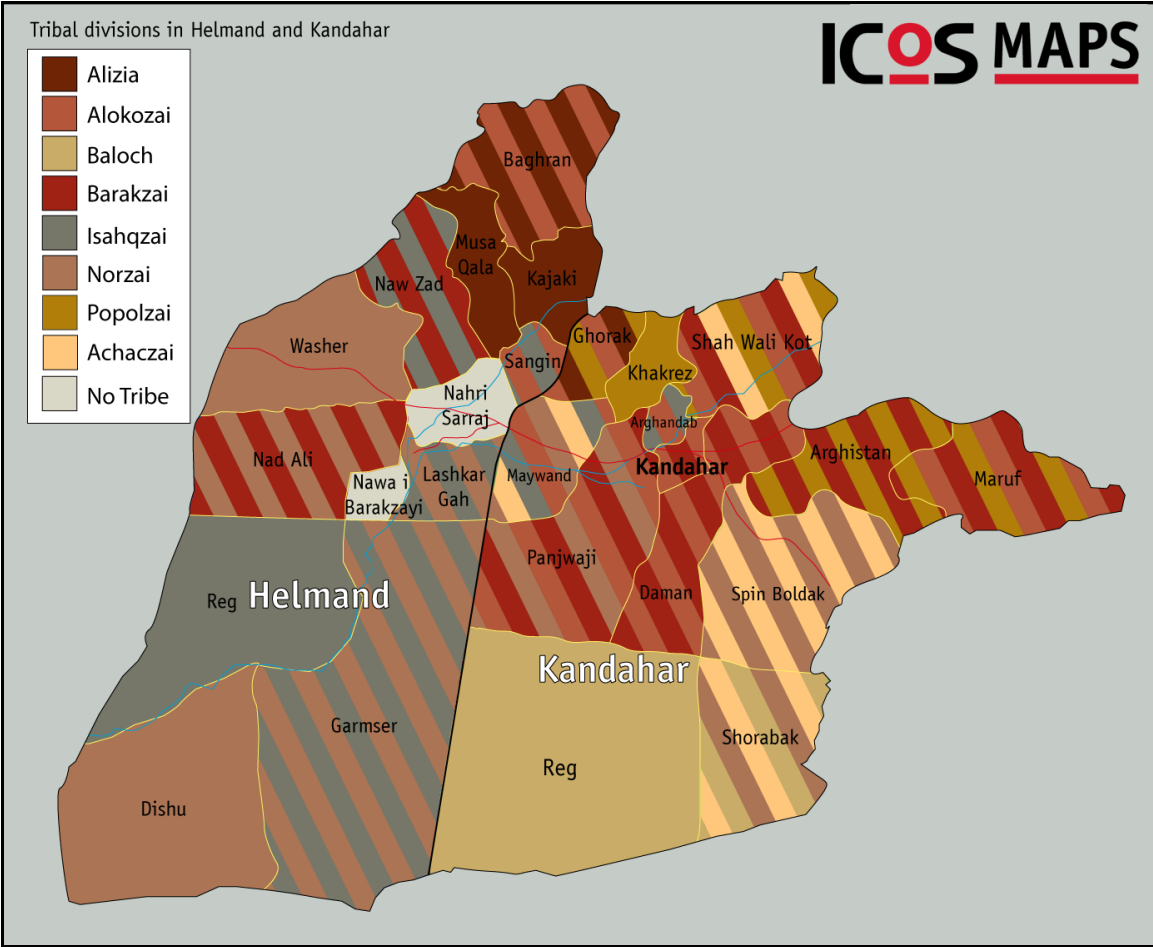 Tribal divisions in Helmand and Kandahar
ICOS MAPS
Alizia
Alokozai
Baloch
Barakzai
Isahqzai
Norzai
Popolzai
Achaczai
No Tribe
Baghran
Musa
Qala
Kajaki
Naw Zad
Washer
Sangin
Ghorak
Khakrez
Shah Wali Kot
Nahri
Sarraj
Arghandab
Nad Ali
Nawa i
Barakzayi
Lashkar
Gah
Maywand
Kandahar
Arghistan
Maruf
Panjwaji
Daman
Spin Boldak
Reg
Helmand
Kandahar
Garmser
Shorabak
Reg
Dishu